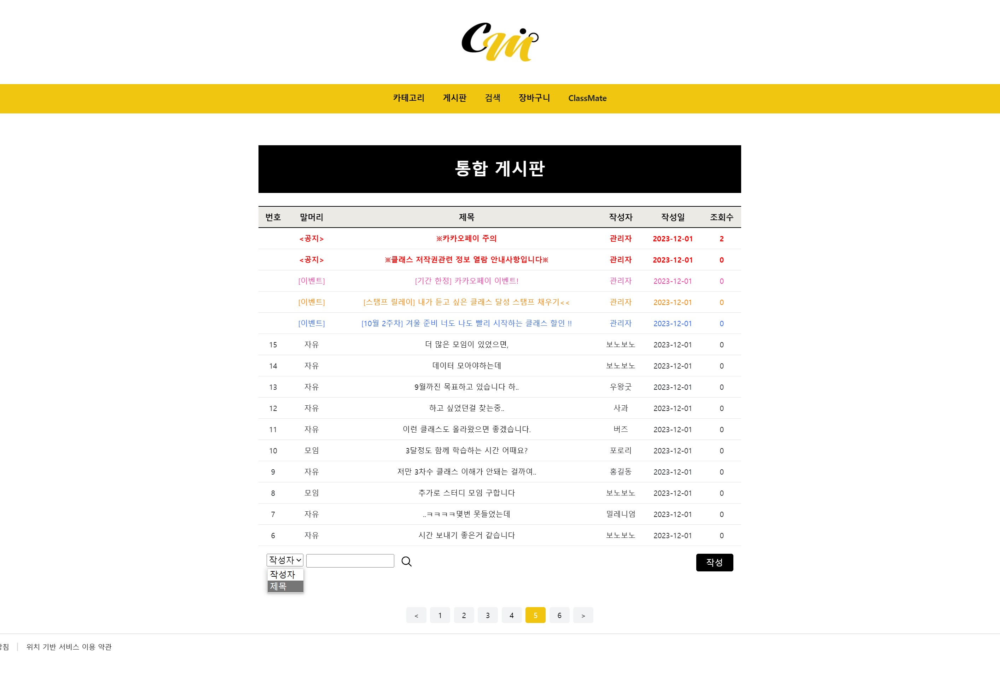 Cm
카테고리 게시판 검색 장바구니 ClassMate
통합 게시판
번호 말머리 제목 작성자 작성일 조회수
<공지> ※카카오페이 주의 관리자 2023-12-01 2
<공지> ※클래스 저작권관련 정보 열람 안내사항입니다※ 관리자 2023-12-01 0
[이벤트] [기간 한정] 카카오페이 이벤트! 관리자 2023-12-01 0
[이벤트] [스탬프 릴레이] 내가 듣고 싶은 클래스 달성 스탬프 채우기<< 관리자 2023-12-01 0
[이벤트] [10월 2주차] 겨울 준비 너도 나도 빨리 시작하는 클래스 할인 !! 관리자 2023-12-01 0
15 자유 더 많은 모임이 있었으면, 보노보노 2023-12-01 0
14 자유 데이터 모아야하는데 보노보노 2023-12-01 0
13 자유 9월까진 목표하고 있습니다 하.. 우왕굿 2023-12-01 0
12 자유 하고 싶었던걸 찾는중.. 사과 2023-12-01 0
11 자유 이런 클래스도 올라왔으면 좋겠습니다. 버즈 2023-12-01 0
10 모임 3달정도 함께 학습하는 시간 어때요? 포로리 2023-12-01 0
9 자유 저만 3차수 클래스 이해가 안돼는 걸까여.. 홍길동 2023-12-01 0
8 모임 추가로 스터디 모임 구합니다 보노보노 2023-12-01 0
7 자유 ..ㅋㅋㅋㅋ몇번 못들었는데 밀레니엄 2023-12-01 0
6 자유 시간 보내기 좋은거 같습니다 보노보노 2023-12-01 0
작성자 작성
작성자
제목
< 1 2 3 4 5 6 >
침 | 위치 기반 서비스 이용 약관